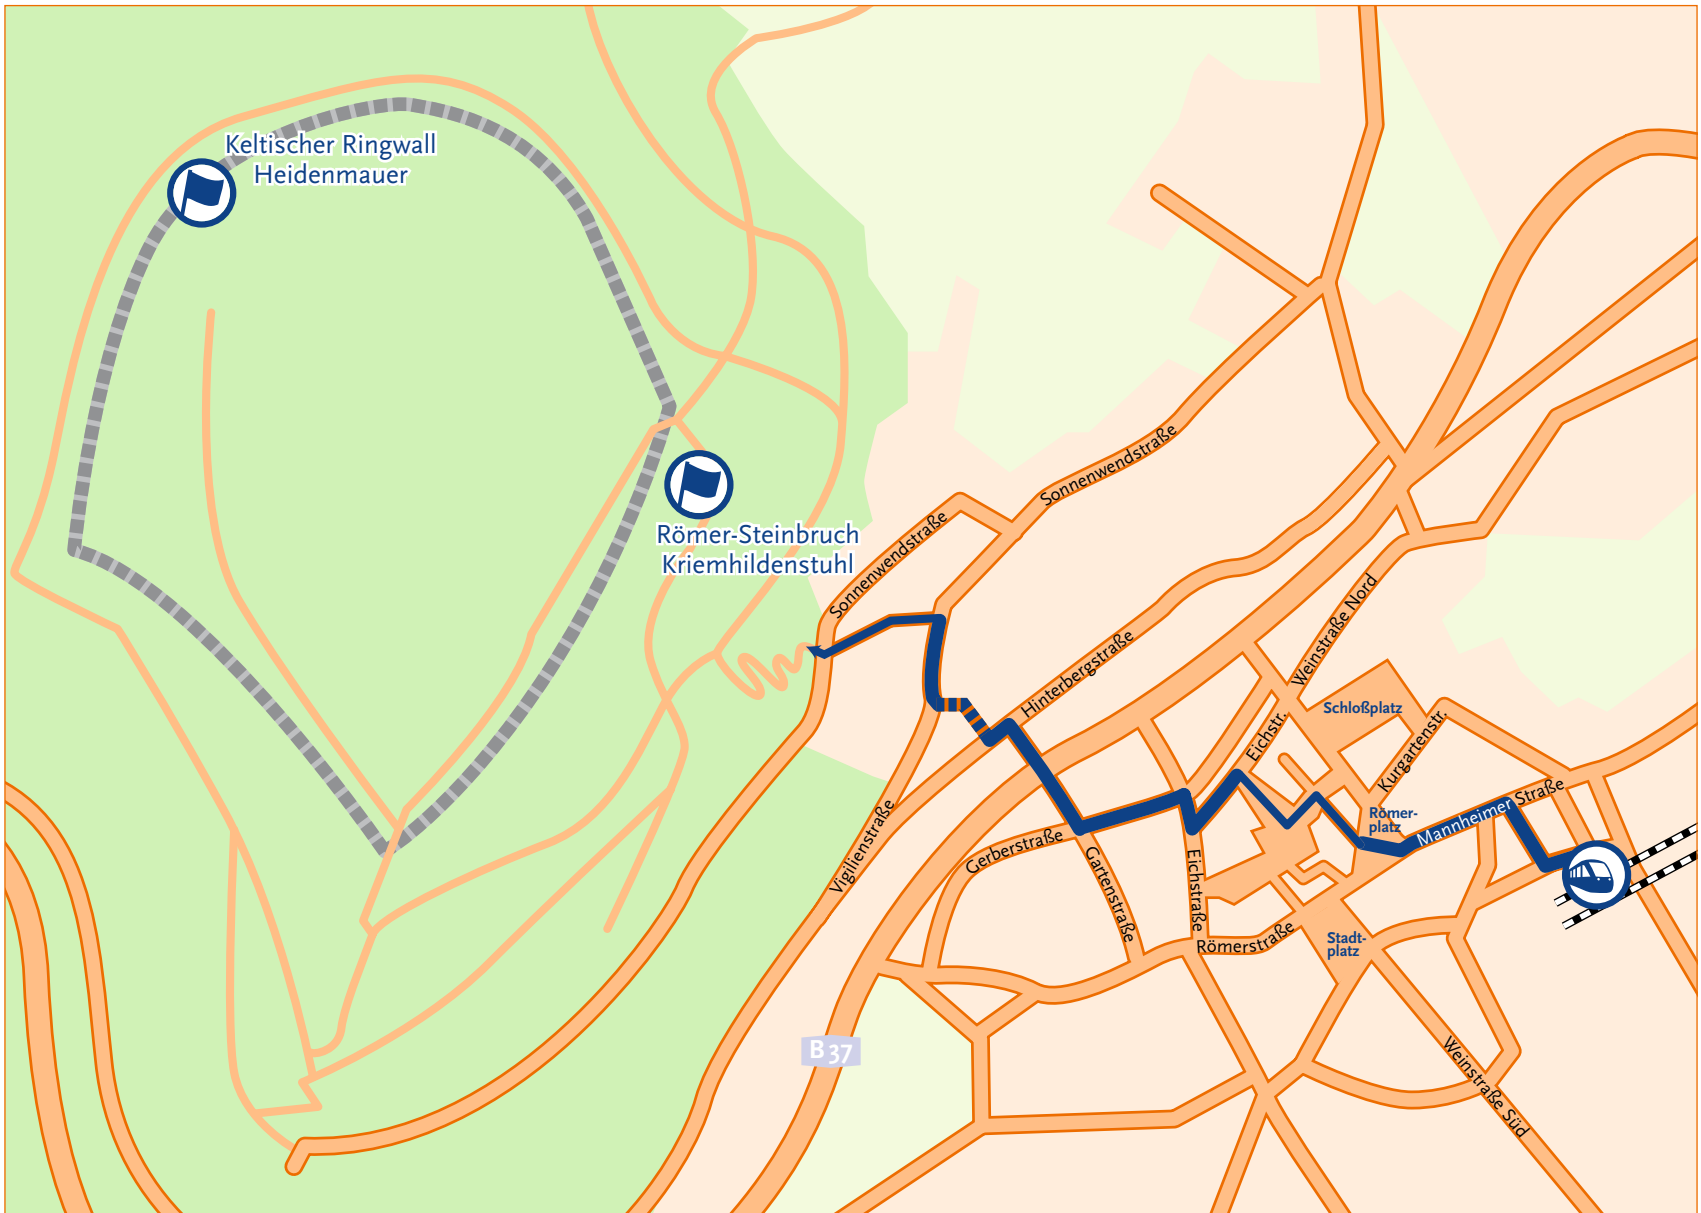 Keltischer Ringwall
Heidenmauer
Römer-Steinbruch
Kriemhildenstuhl
Sonnenwendstraße
Sonnenwendstraße
Hinterbergstraße
Weinstraße Nord
Schloßplatz
Eichstr.
Kurgartenstr.
Mannheimer Straße
Römer-
platz
Vigilienstraße
Gerberstraße
Gartenstraße
Eichstraße
Römerstraße
Stadt-
platz
B 37
Weinstraße Süd